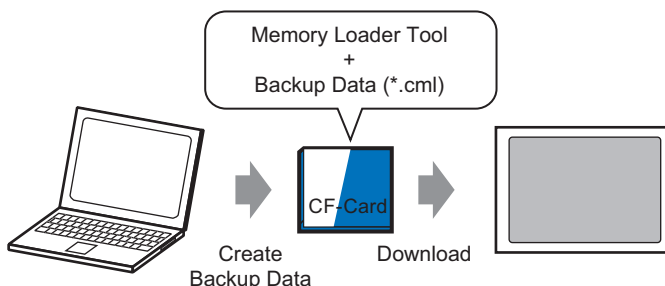 Memory Loader Tool
+
Backup Data (*.cml)
CF-Card
Create
Backup Data
Download